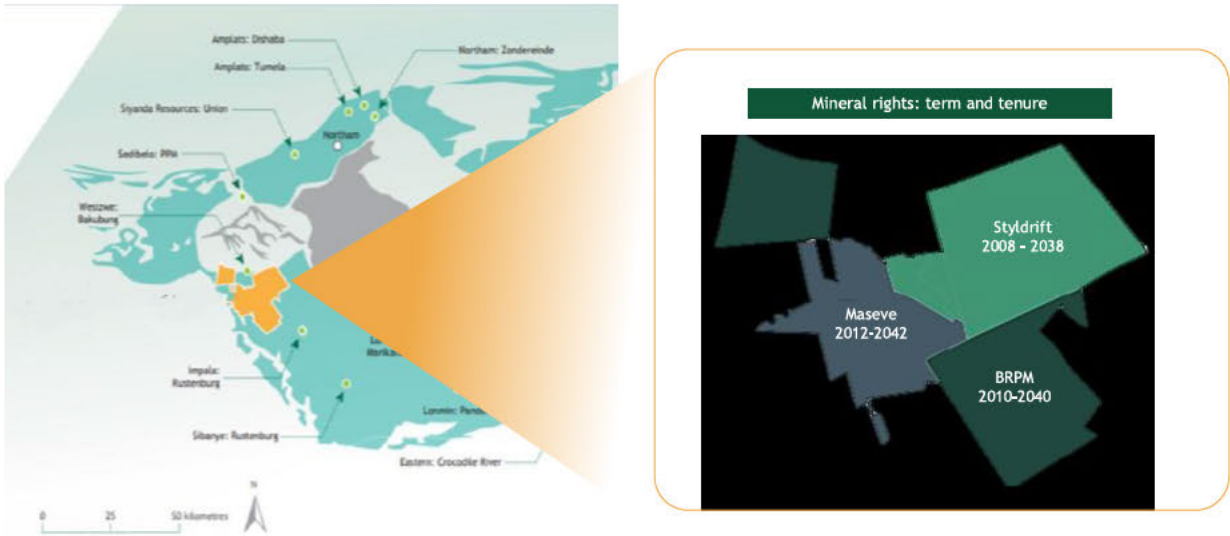 Amplats: Dishaba
Northam: Zondereinde
Amplats: Tumela
Siyanda Resources: Union
Northam
Sedibelo: PPM
Wesizwe:
Bakubung
Impala:
Rustenburg
Sibanye: Rustenburg
Eastern: Crocodile River
N
0 25 50 kilometres
Mineral rights: term and tenure
Styldrift
2008 - 2038
Maseve
2012-2042
BRPM
2010-2040